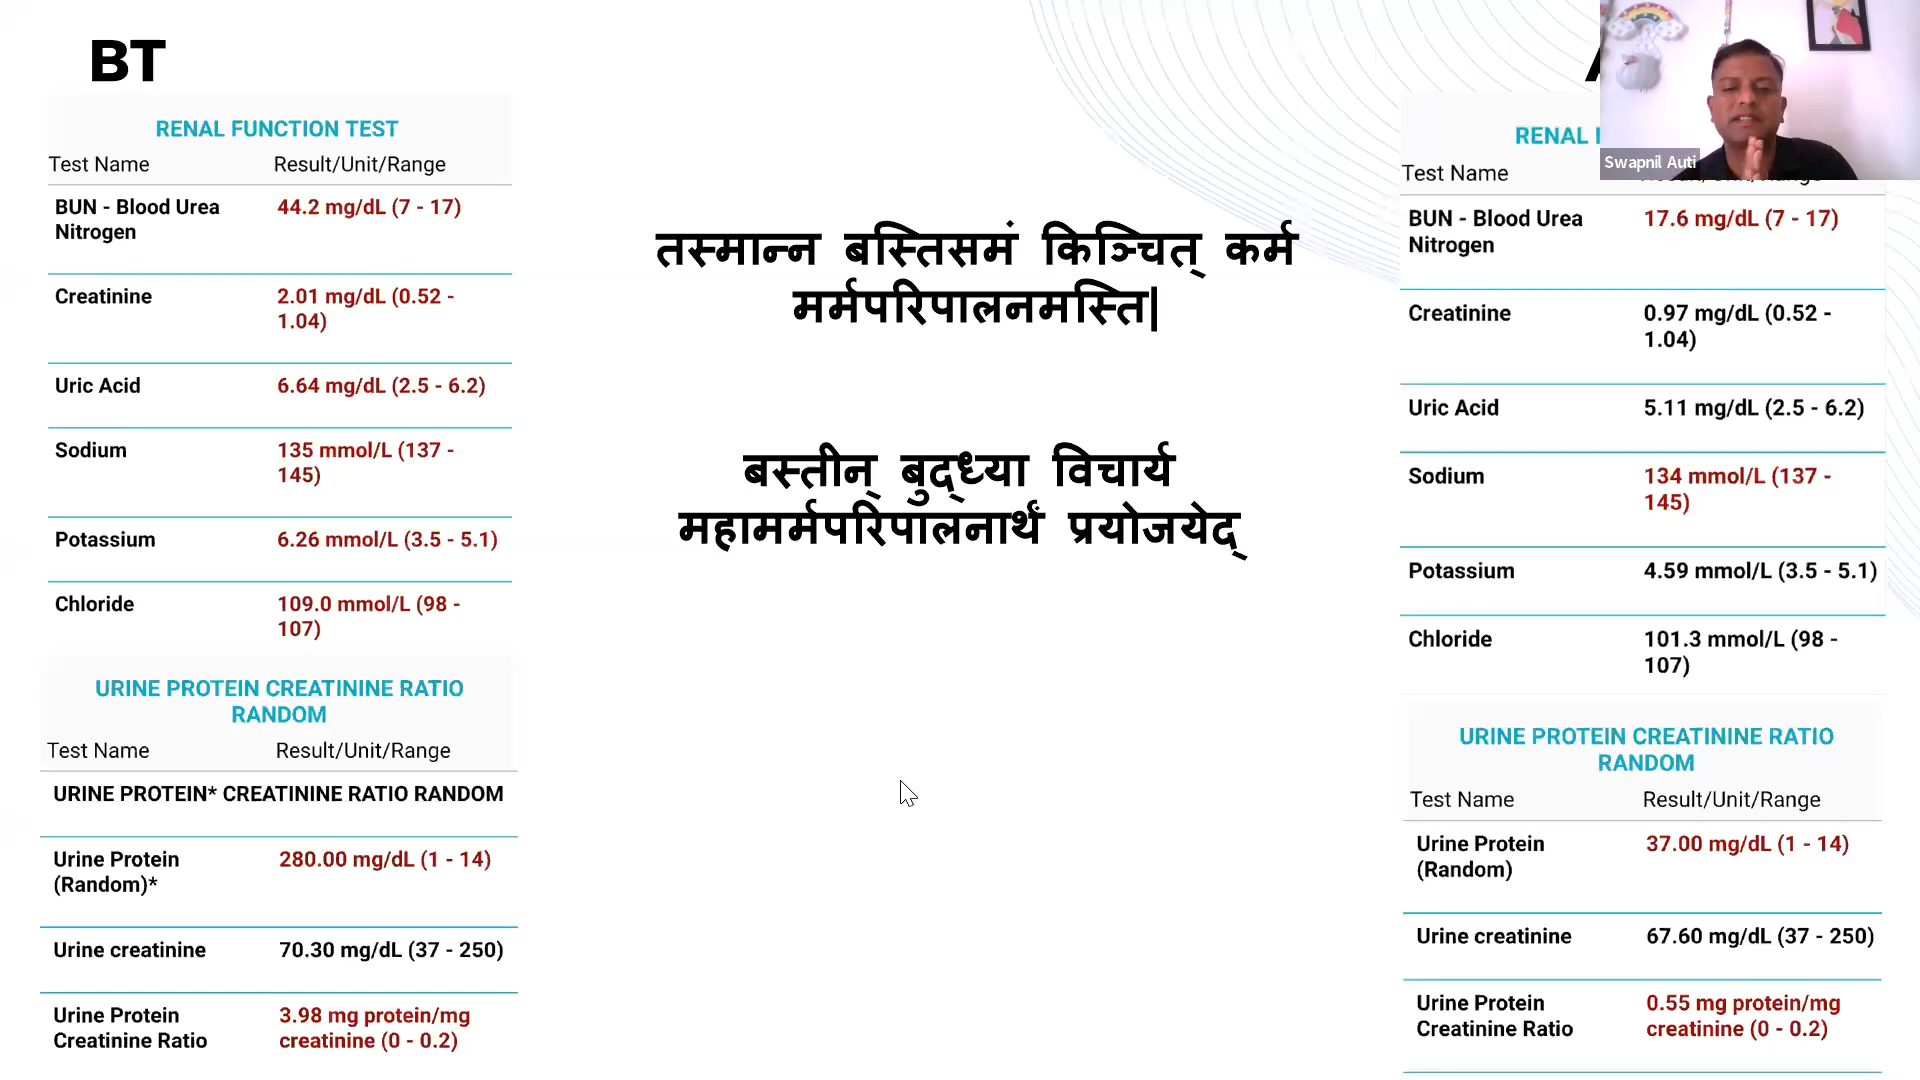 BT
RENAL FUNCTION TEST
Test Name Result/Unit/Range
BUN - Blood Urea 44.2 mg/dL (7 - 17)
Nitrogen
Creatinine 2.01 mg/dL (0.52 -
1.04)
Uric Acid 6.64 mg/dL (2.5 - 6.2)
Sodium 135 mmol/L (137 -
145)
Potassium 6.26 mmol/L (3.5 - 5.1)
Chloride 109.0 mmol/L (98 -
107)
URINE PROTEIN CREATININE RATIO
RANDOM
Test Name Result/Unit/Range
URINE PROTEIN* CREATININE RATIO RANDOM
Urine Protein 280.00 mg/dL (1 - 14)
(Random)*
Urine creatinine 70.30 mg/dL (37 - 250)
Urine Protein 3.98 mg protein/mg
Creatinine Ratio creatinine (0 - 0.2)
तस्मान्न बस्तिसमं किञ्चित् कर्म
मर्मपरिपालनमस्ति|
बस्तीन् बुद्ध्या विचार्य
महामर्मपरिपालनार्थं प्रयोजयेद्
Swapnil Auti
RENAL
Test Name
BUN - Blood Urea 17.6 mg/dL (7 - 17)
Nitrogen
Creatinine 0.97 mg/dL (0.52 -
1.04)
Uric Acid 5.11 mg/dL (2.5 - 6.2)
Sodium 134 mmol/L (137 -
145)
Potassium 4.59 mmol/L (3.5 - 5.1)
Chloride 101.3 mmol/L (98 -
107)
URINE PROTEIN CREATININE RATIO
RANDOM
Test Name Result/Unit/Range
Urine Protein 37.00 mg/dL (1 - 14)
(Random)
Urine creatinine 67.60 mg/dL (37 - 250)
Urine Protein 0.55 mg protein/mg
Creatinine Ratio creatinine (0 - 0.2)